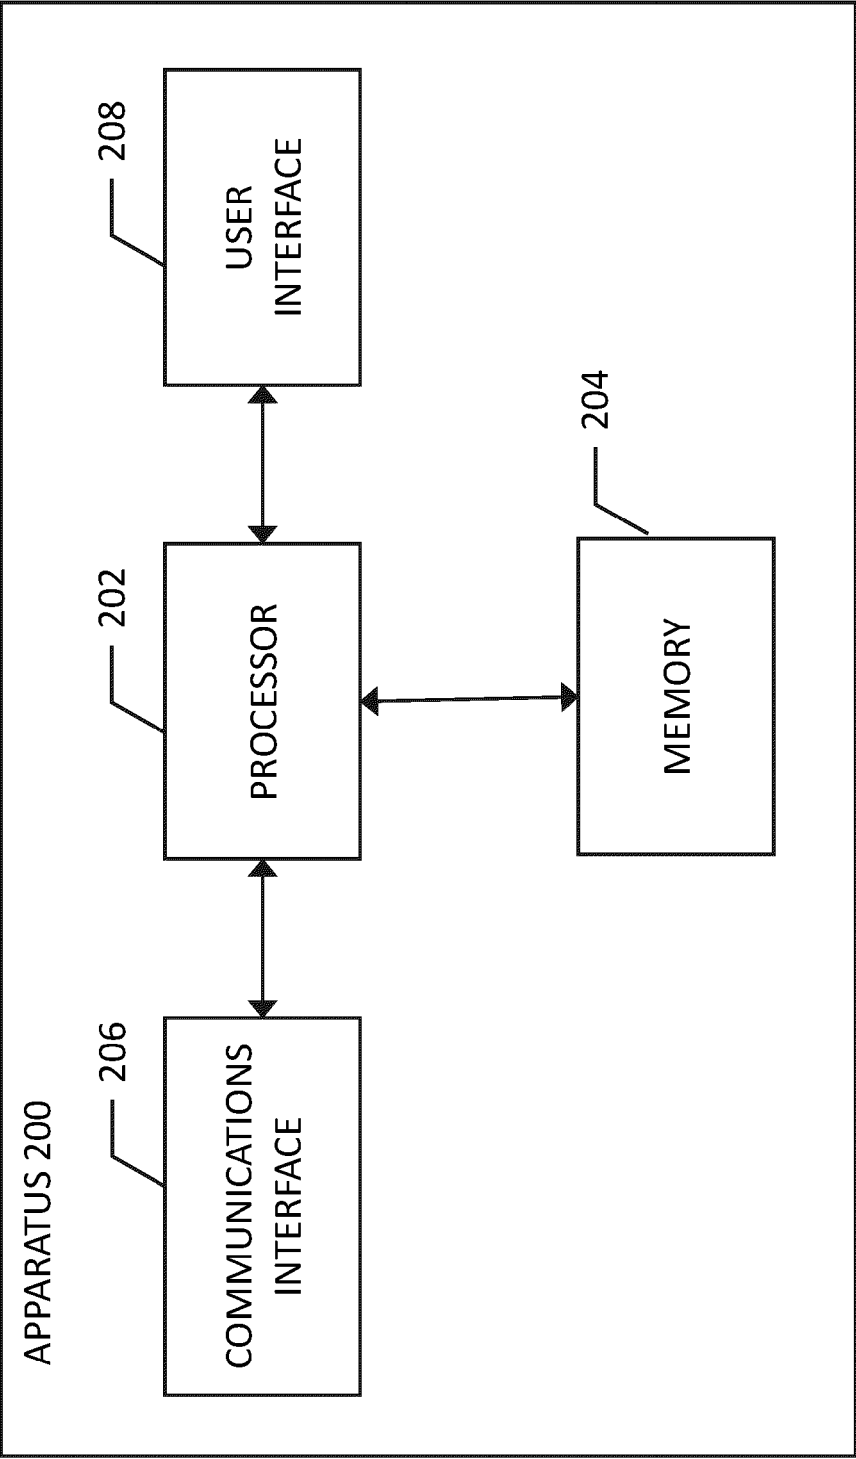 APPARATUS 200
206
COMMUNICATIONS
INTERFACE
202
PROCESSOR
208
USER
INTERFACE
204
MEMORY